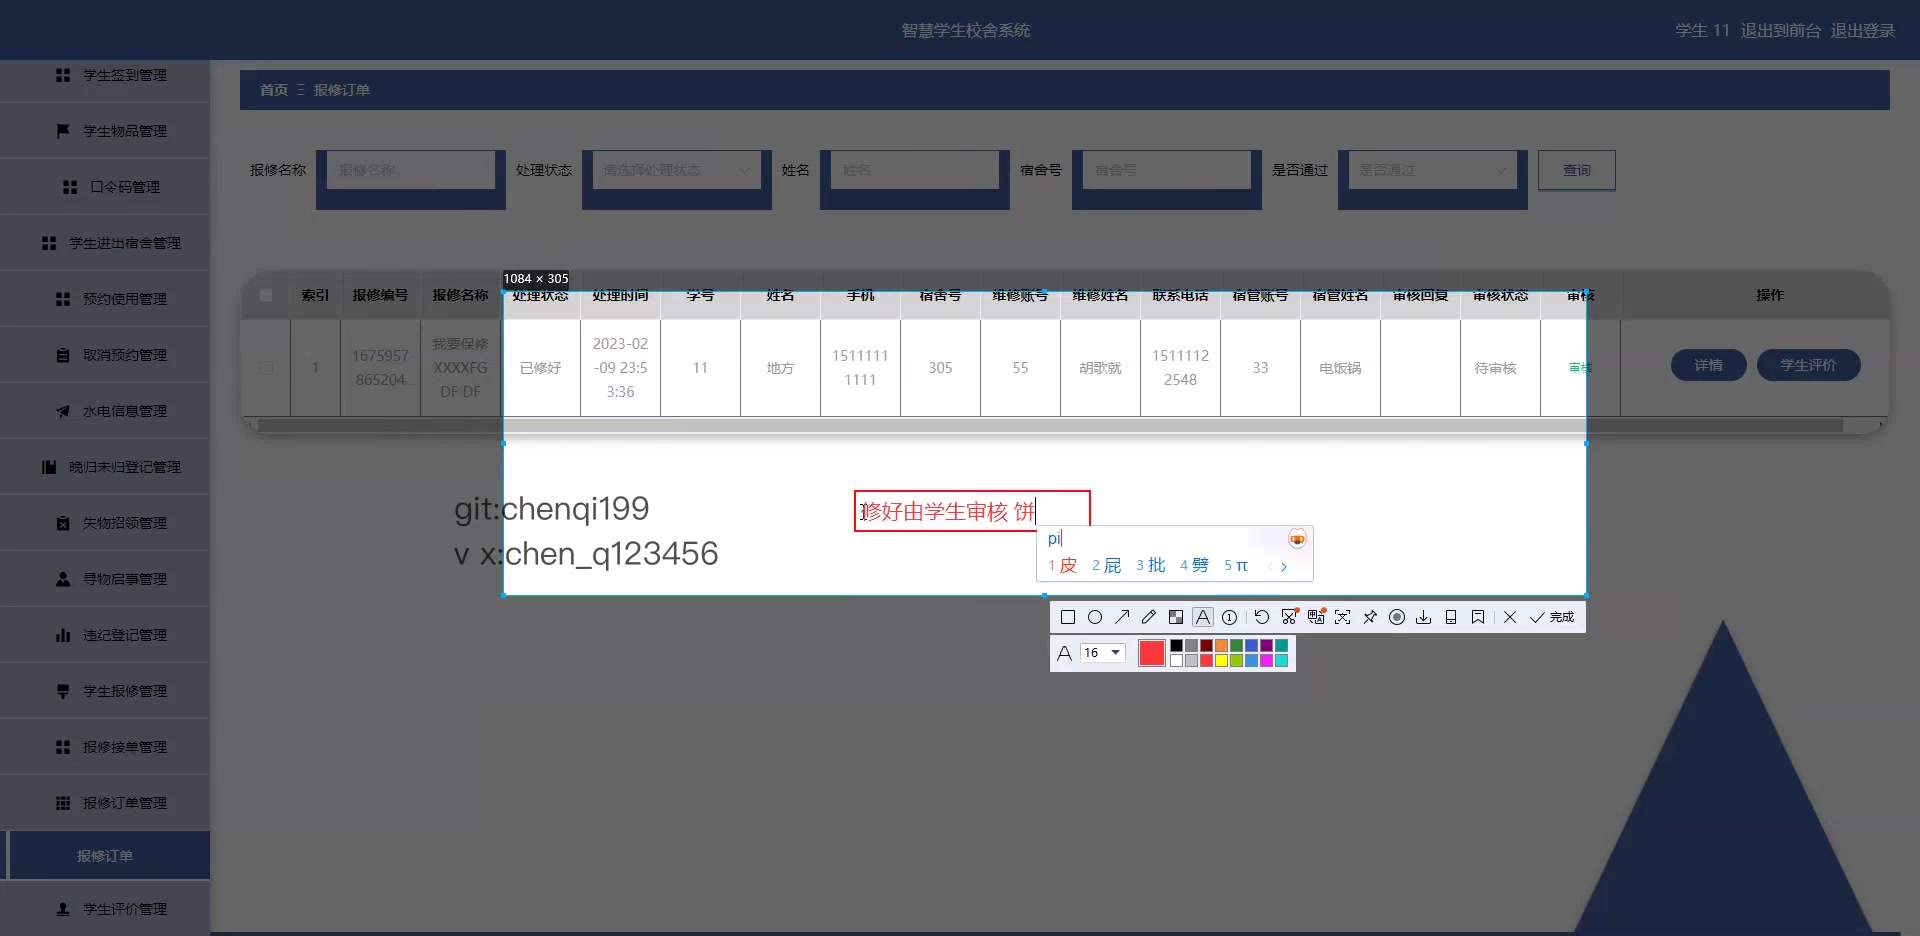 智慧学生校舍系统
学生 11 退出到前台 退出登录
学生签到管理
学生物品管理
口令码管理
学生进出宿舍管理
预约使用管理
取消预约管理
水电信息管理
晚归未归登记管理
失物招领管理
寻物启事管理
违纪登记管理
学生报修管理
报修接单管理
报修订单管理
报修订单
学生评价管理
首页 报修订单
报修名称 报修名称 处理状态 请选择处理状态 姓名 姓名 宿舍号 宿舍号 是否通过 是否通过 查询
1084 × 305
索引 报修编号 报修名称 处理状态 处理时间 学号 姓名 手机 宿舍号 维修账号 维修姓名 联系电话 宿管账号 宿管姓名 审核回复 审核状态 审核 操作
1
1675957
865204
我要保修
XXXXFG
DF DF
已修好
2023-02
-09 23:5
3:36
11
地方
1511111
1111
305
55
胡歌就
1511112
2548
33
电饭锅
待审核
审核
详情
学生评价
git:chenqi199
v x:chen_q123456
修好由学生审核 饼
pi
1 皮 2 屁 3 批 4 劈 5 π
完成
A 16